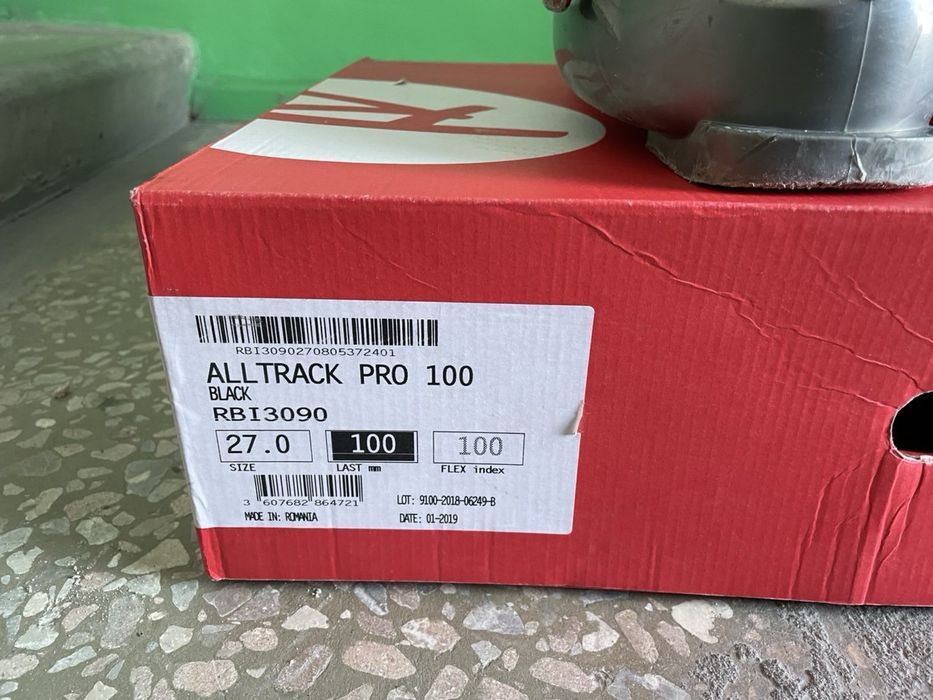 RBI3090270805372401
ALLTRACK PRO 100
BLACK
RBI3090
27.0 100 100
SIZE LAST mm FLEX index
3 607682 864721
LOT: 9100-2018-06249-B
MADE IN: ROMANIA DATE: 01-2019